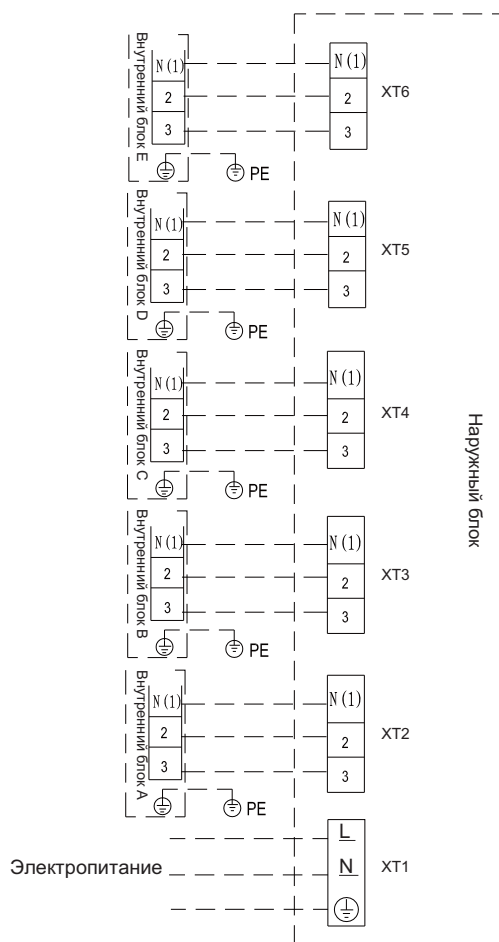 Внутренний блок E
N(1)
2
3
PE
N(1)
2
3
XT6
Внутренний блок D
N(1)
2
3
PE
N(1)
2
3
XT5
Внутренний блок C
N(1)
2
3
PE
N(1)
2
3
XT4
Внутренний блок B
N(1)
2
3
PE
N(1)
2
3
XT3
Внутренний блок A
N(1)
2
3
PE
N(1)
2
3
XT2
Электропитание
L
N
XT1
Наружный блок